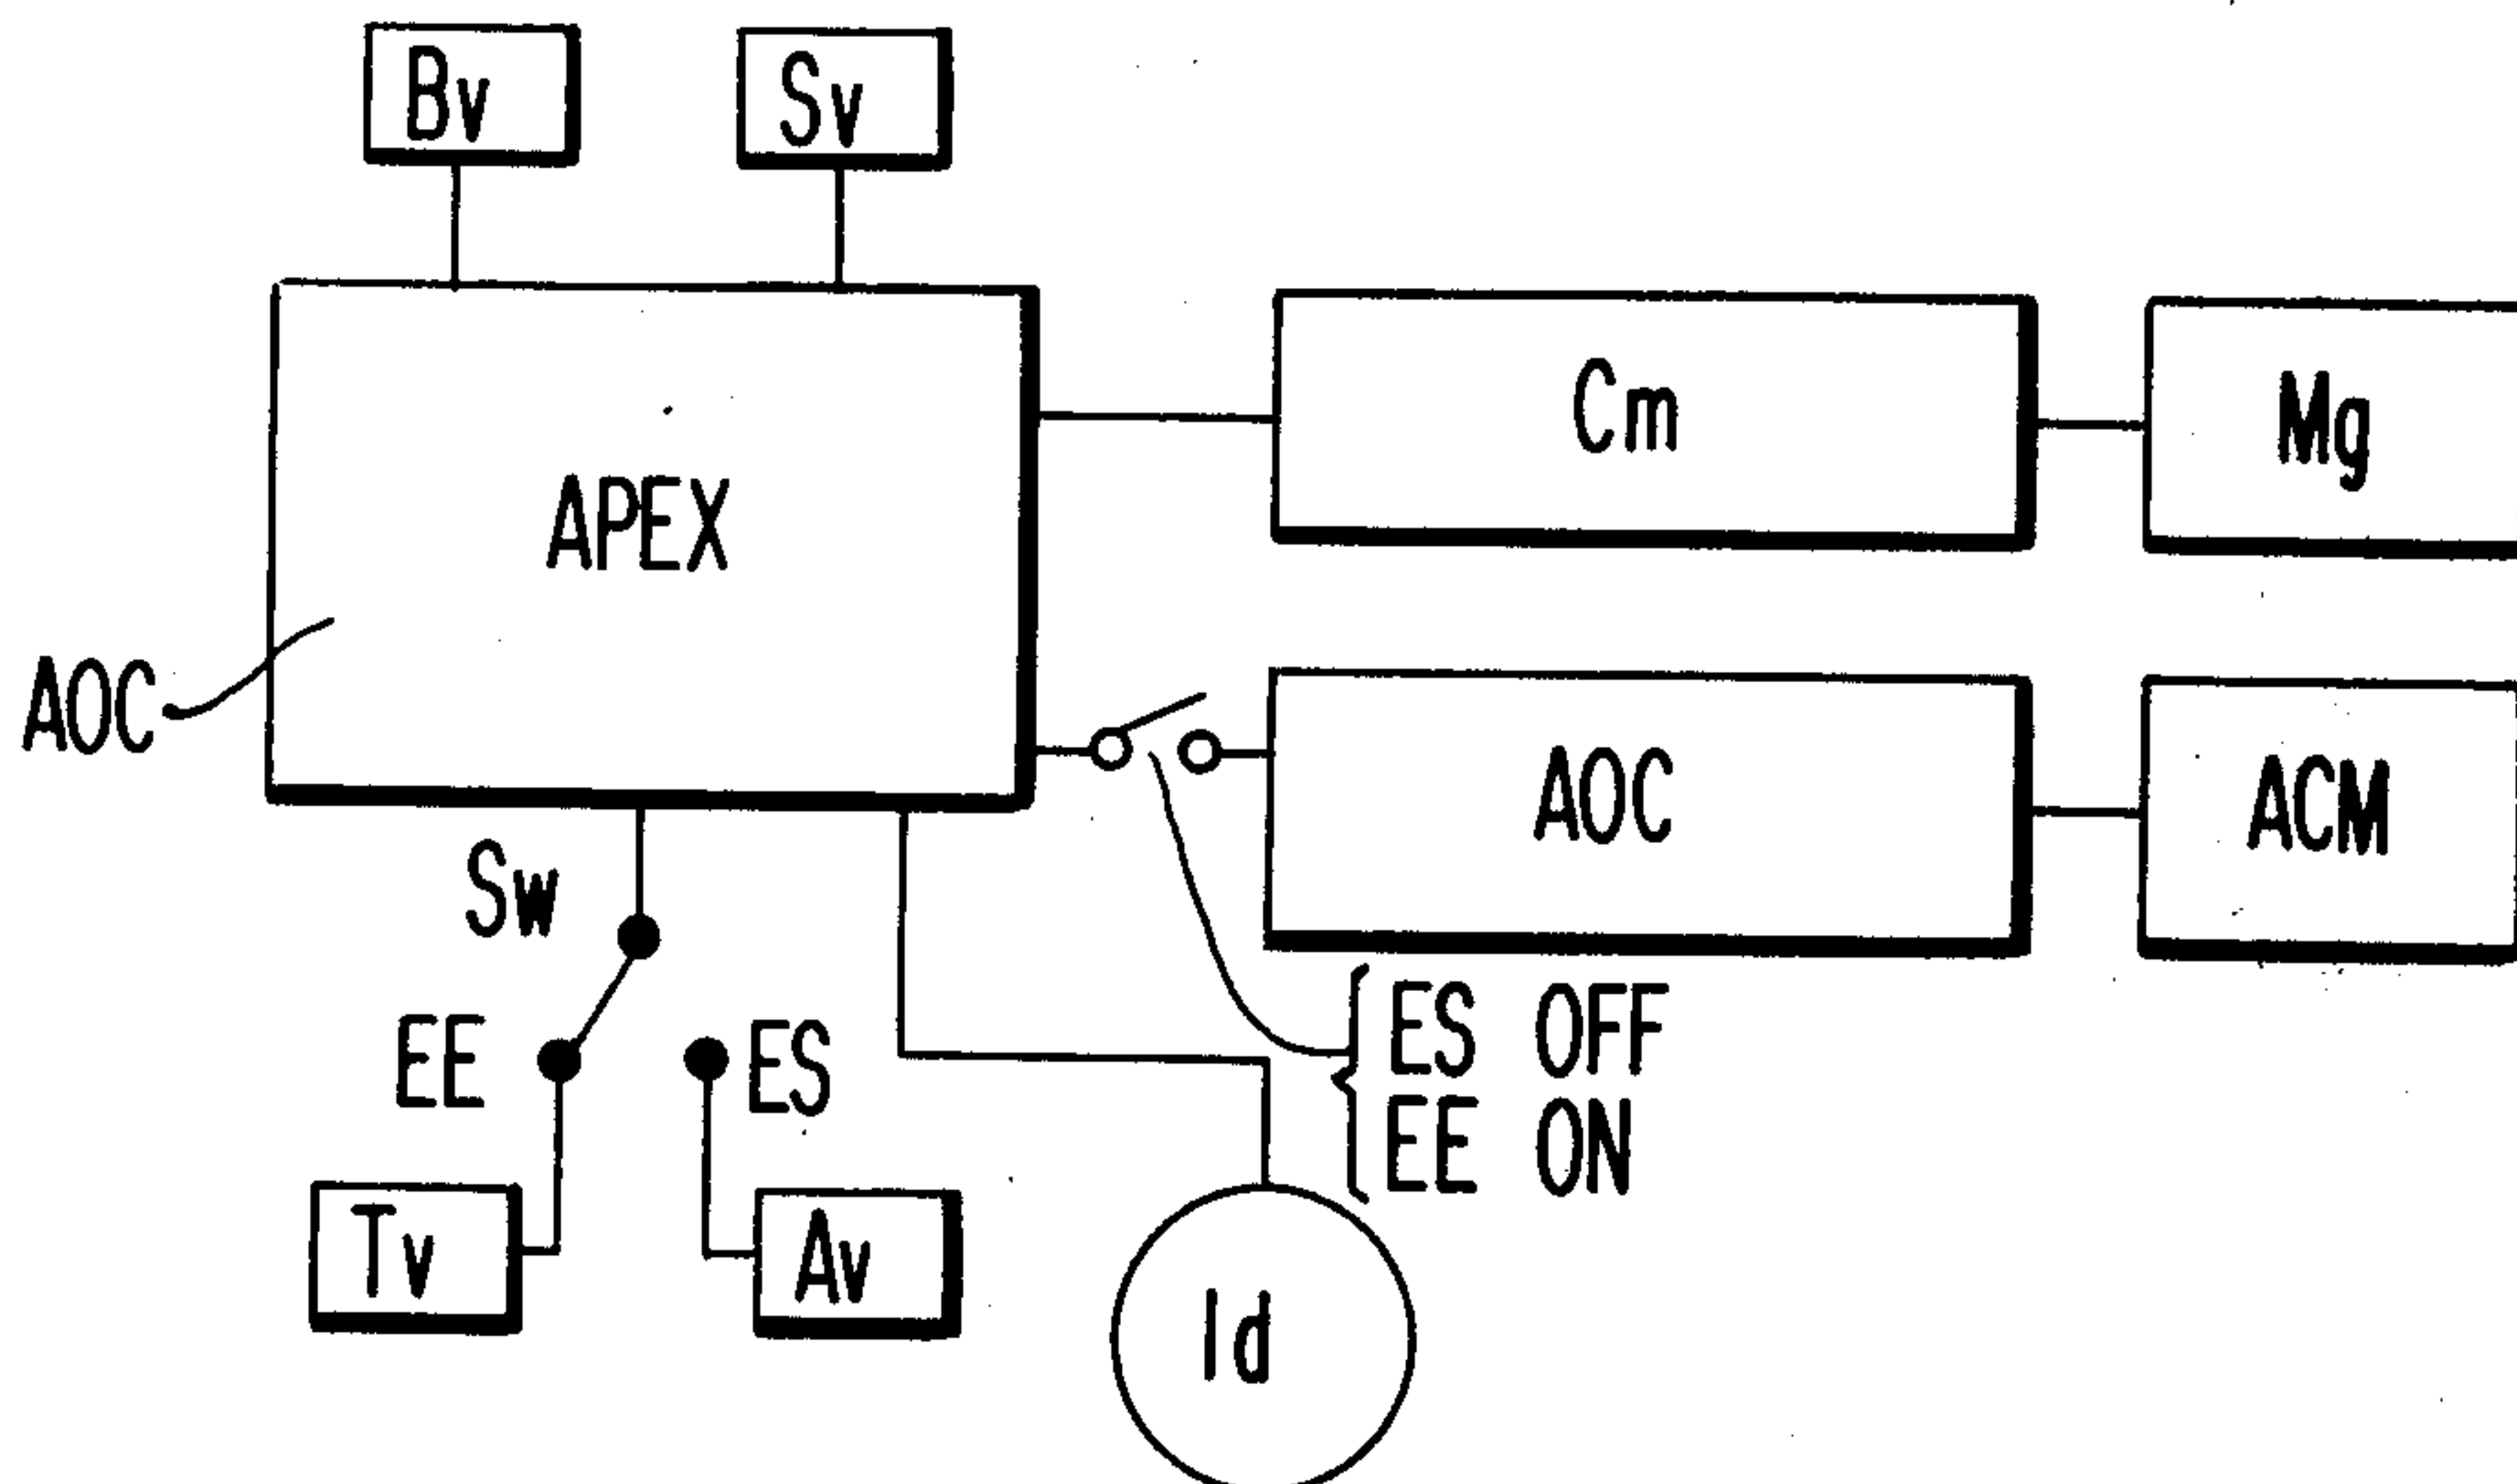 Bv
Sv
APEX
Cm
Mg
AOC
AOC
ACM
Sw
EE
ES
ES OFF
EE ON
Tv
Av
Id